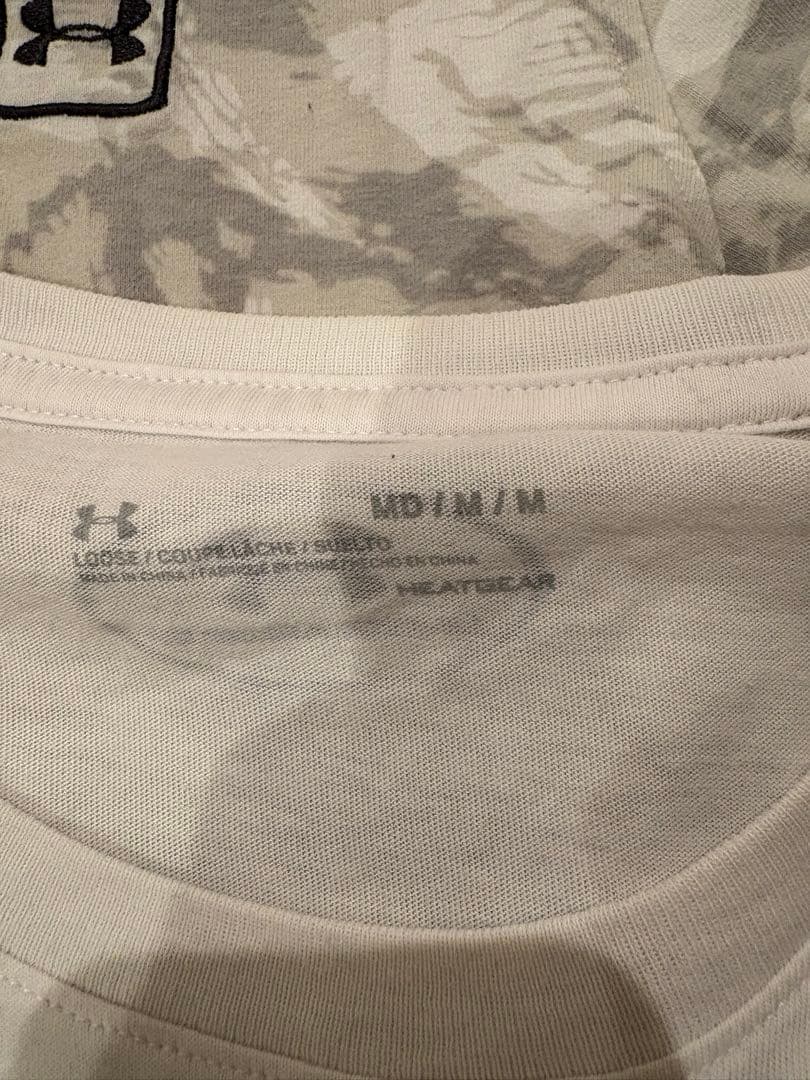 MD / M / M
LOOSE / COUPE LÂCHE / SUELTO
MADE IN CHINA / FABRIQUÉ EN CHINE / HECHO EN CHINA
HEATGEAR